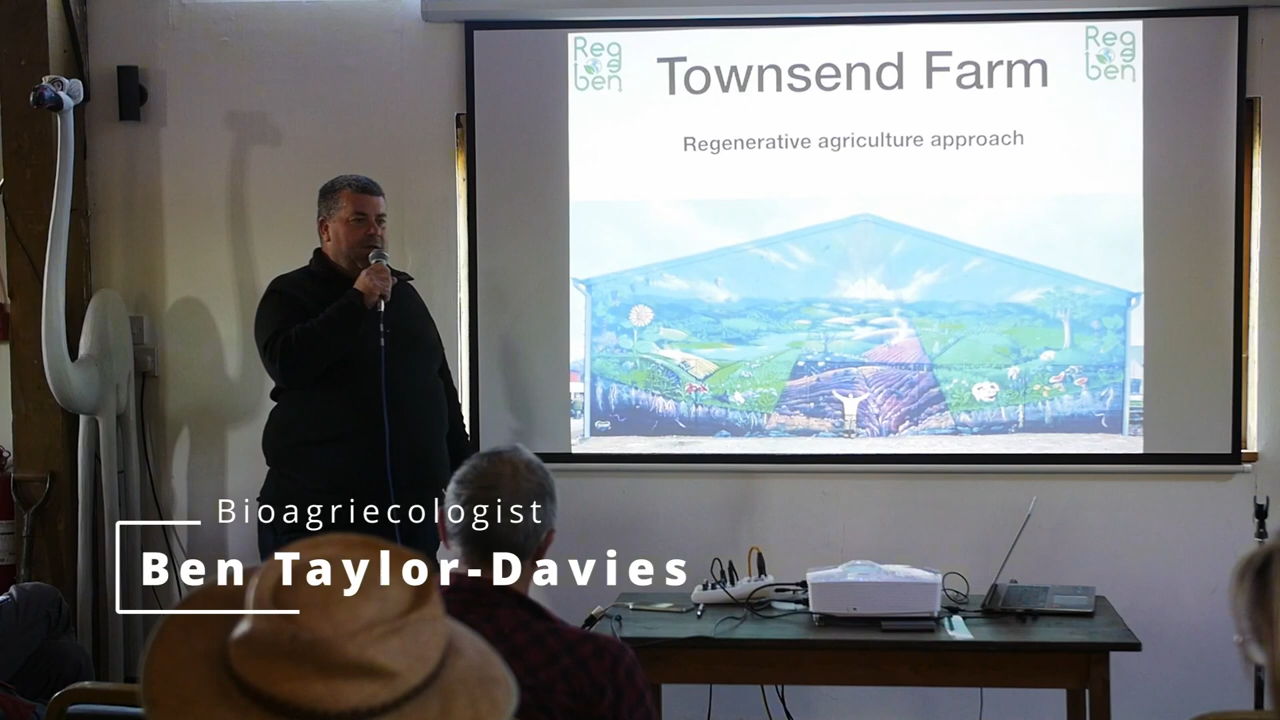 Reg
ben
Townsend Farm
Reg
ben
Regenerative agriculture approach
Bioagriecologist
Ben Taylor-Davies